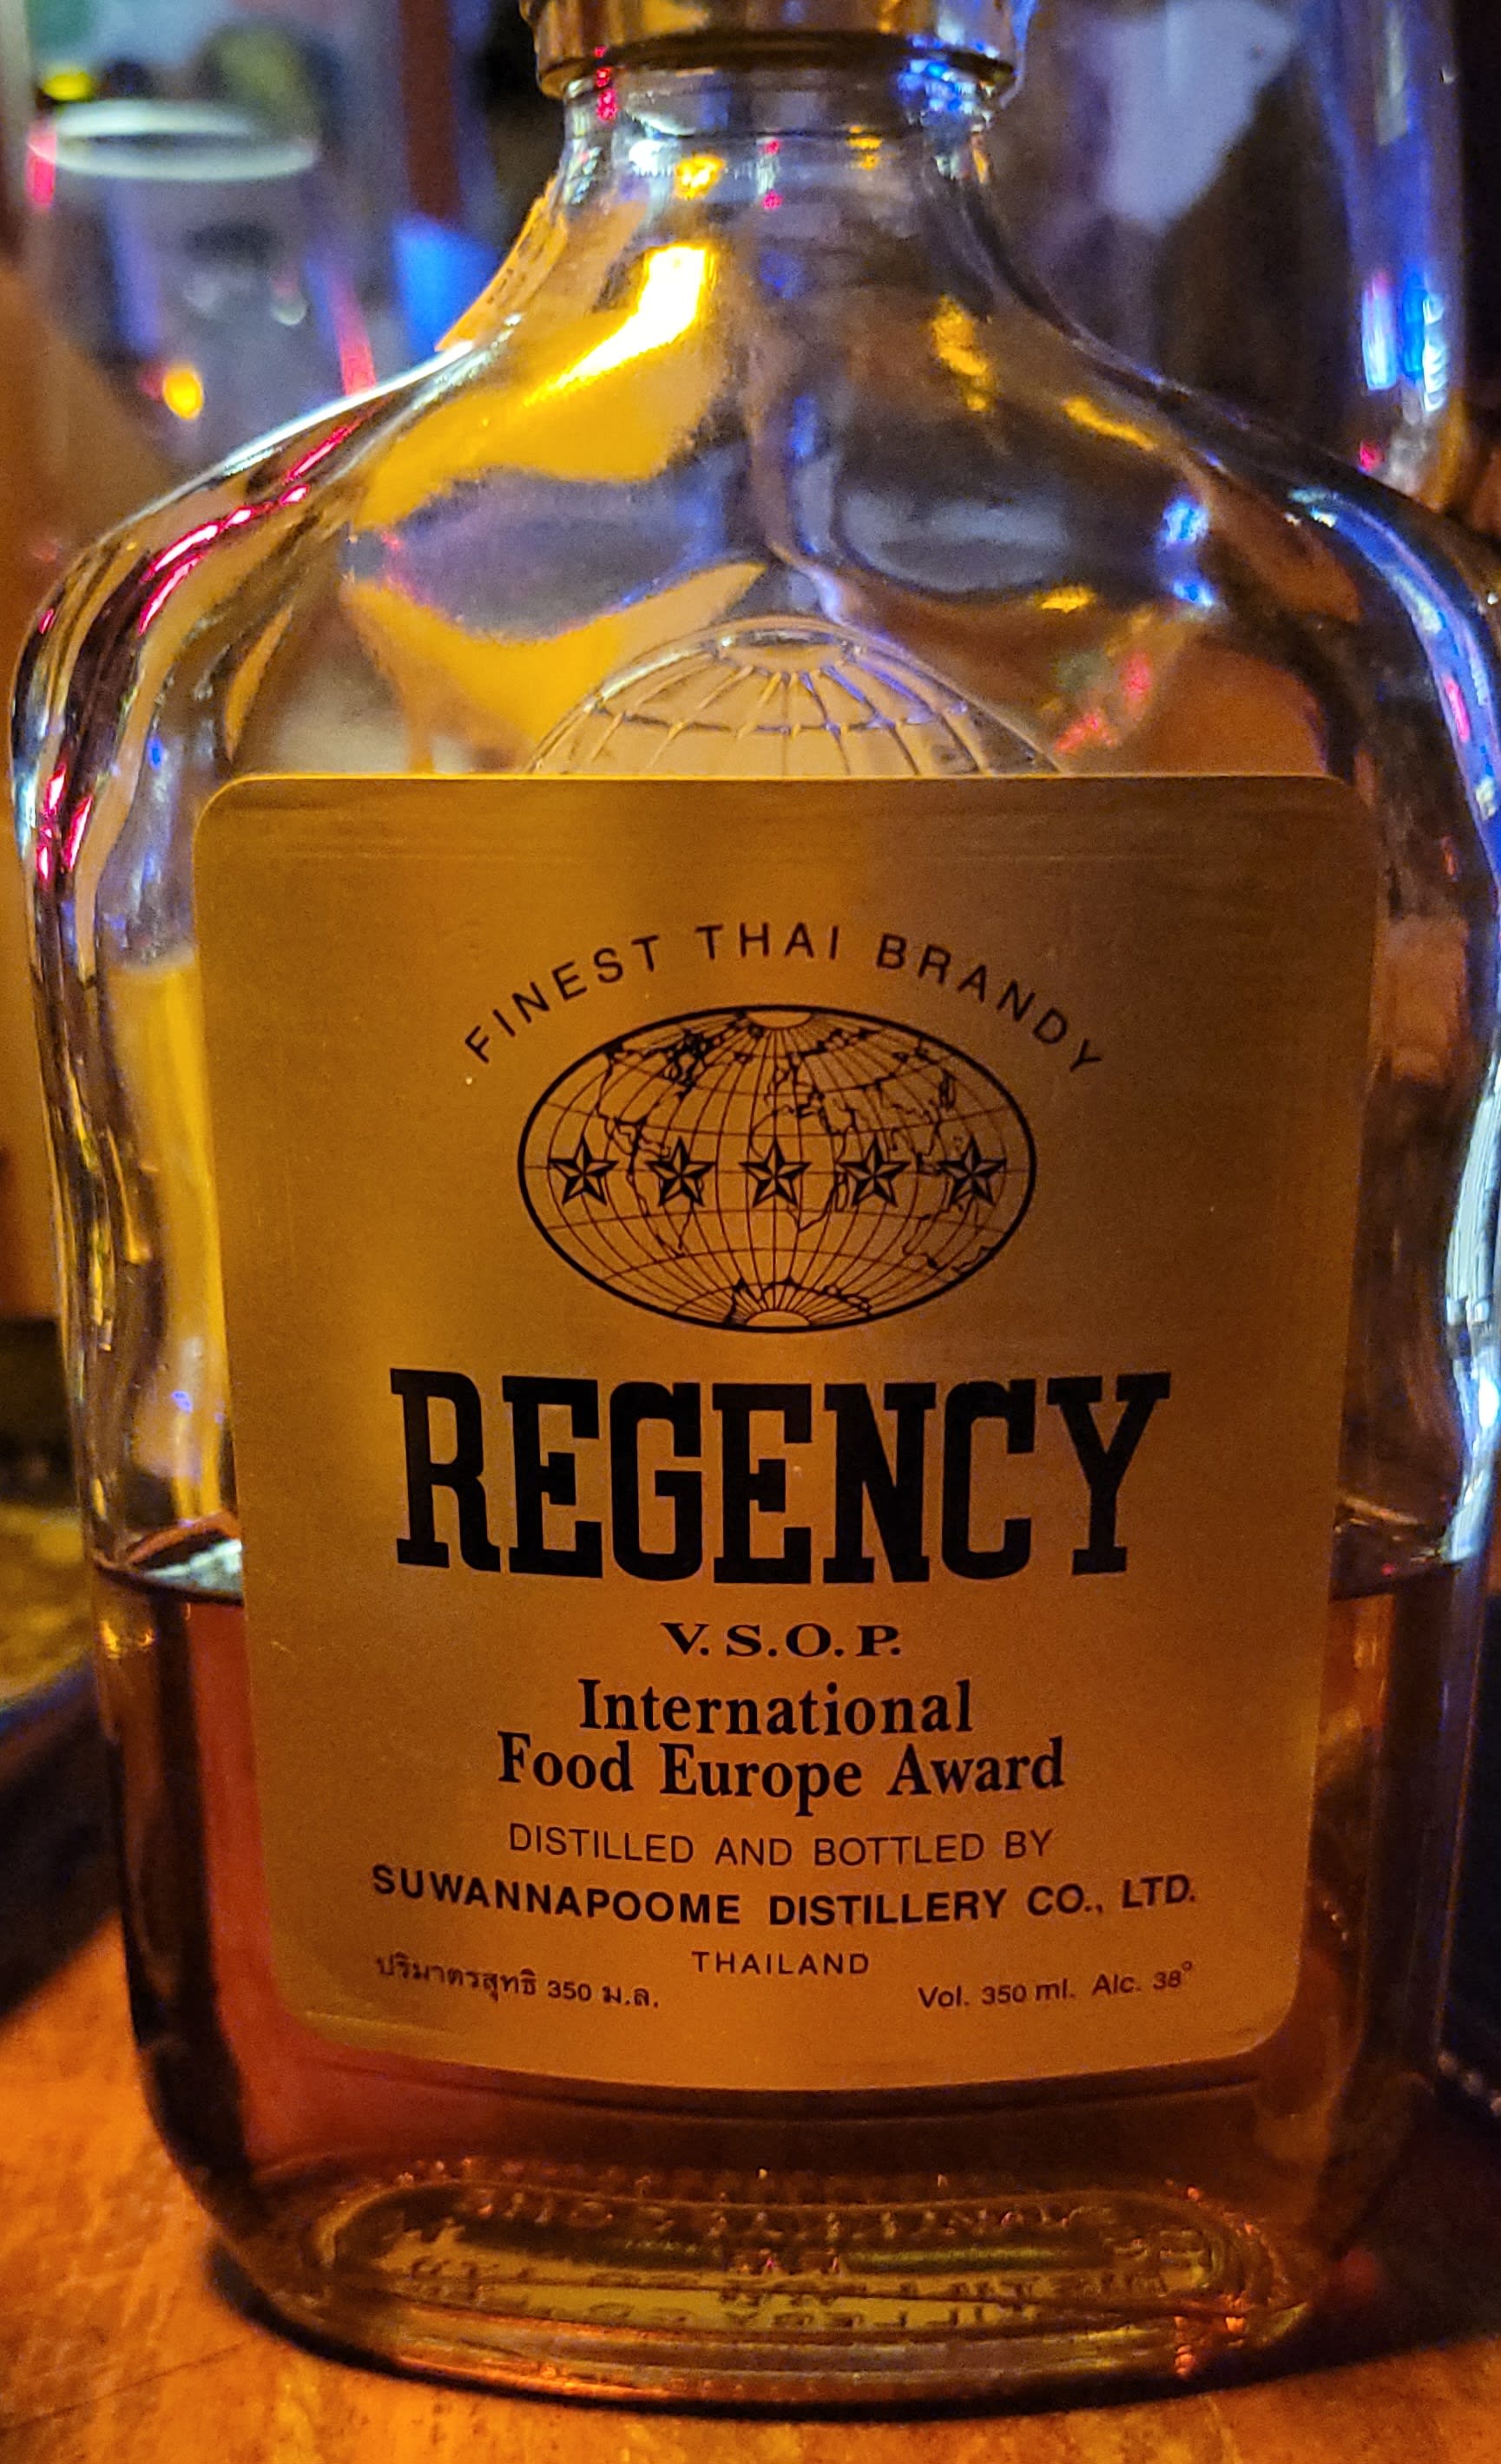 FINEST THAI BRANDY
REGENCY
V.S.O.P.
International
Food Europe Award
DISTILLED AND BOTTLED BY
SUWANNAPOOME DISTILLERY CO., LTD.
THAILAND
ปริมาตรสุทธิ 350 ม.ล. Vol. 350 ml. Alc. 38°